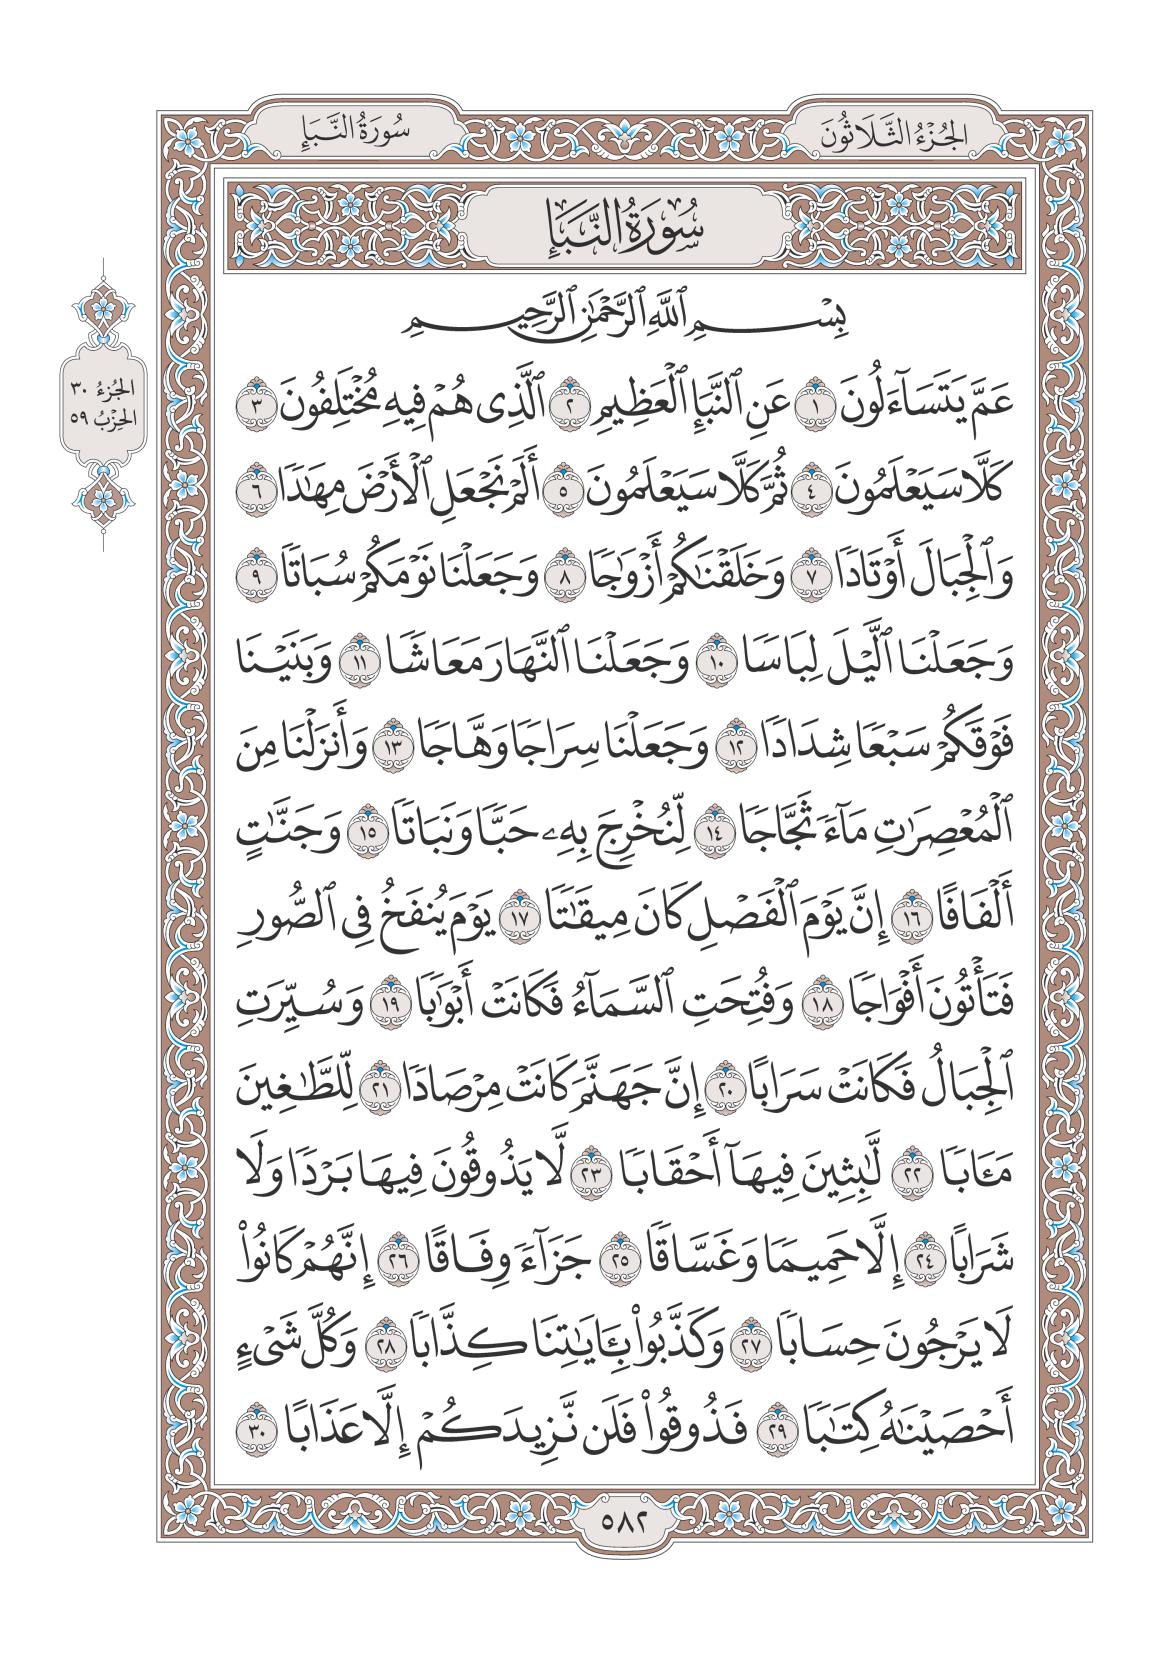 الجُزْءُ الثَّلَاثُونَ
سُورَةُ النَّبَإِ
سُورَةُ النَّبَإِ
الجُزءُ ٣٠
الحِزْبُ ٥٩
بِسْمِ ٱللَّهِ ٱلرَّحْمَٰنِ ٱلرَّحِيمِ
عَمَّ يَتَسَآءَلُونَ ١ عَنِ ٱلنَّبَإِ ٱلْعَظِيمِ ٢ ٱلَّذِى هُمْ فِيهِ مُخْتَلِفُونَ ٣
كَلَّا سَيَعْلَمُونَ ٤ ثُمَّ كَلَّا سَيَعْلَمُونَ ٥ أَلَمْ نَجْعَلِ ٱلْأَرْضَ مِهَٰدًا ٦
وَٱلْجِبَالَ أَوْتَادًا ٧ وَخَلَقْنَٰكُمْ أَزْوَٰجًا ٨ وَجَعَلْنَا نَوْمَكُمْ سُبَاتًا ٩
وَجَعَلْنَا ٱلَّيْلَ لِبَاسًا ١٠ وَجَعَلْنَا ٱلنَّهَارَ مَعَاشًا ١١ وَبَنَيْنَا
فَوْقَكُمْ سَبْعًا شِدَادًا ١٢ وَجَعَلْنَا سِرَاجًا وَهَّاجًا ١٣ وَأَنزَلْنَا مِنَ
ٱلْمُعْصِرَٰتِ مَآءً ثَجَّاجًا ١٤ لِّنُخْرِجَ بِهِۦ حَبًّا وَنَبَاتًا ١٥ وَجَنَّٰتٍ
أَلْفَافًا ١٦ إِنَّ يَوْمَ ٱلْفَصْلِ كَانَ مِيقَٰتًا ١٧ يَوْمَ يُنفَخُ فِى ٱلصُّورِ
فَتَأْتُونَ أَفْوَاجًا ١٨ وَفُتِحَتِ ٱلسَّمَآءُ فَكَانَتْ أَبْوَٰبًا ١٩ وَسُيِّرَتِ
ٱلْجِبَالُ فَكَانَتْ سَرَابًا ٢٠ إِنَّ جَهَنَّمَ كَانَتْ مِرْصَادًا ٢١ لِّلطَّٰغِينَ
مَـَٔابًا ٢٢ لَّٰبِثِينَ فِيهَآ أَحْقَابًا ٢٣ لَّا يَذُوقُونَ فِيهَا بَرْدًا وَلَا
شَرَابًا ٢٤ إِلَّا حَمِيمًا وَغَسَّاقًا ٢٥ جَزَآءً وِفَاقًا ٢٦ إِنَّهُمْ كَانُوا۟
لَا يَرْجُونَ حِسَابًا ٢٧ وَكَذَّبُوا۟ بِـَٔايَٰتِنَا كِذَّابًا ٢٨ وَكُلَّ شَىْءٍ
أَحْصَيْنَٰهُ كِتَٰبًا ٢٩ فَذُوقُوا۟ فَلَن نَّزِيدَكُمْ إِلَّا عَذَابًا ٣٠
٥٨٢